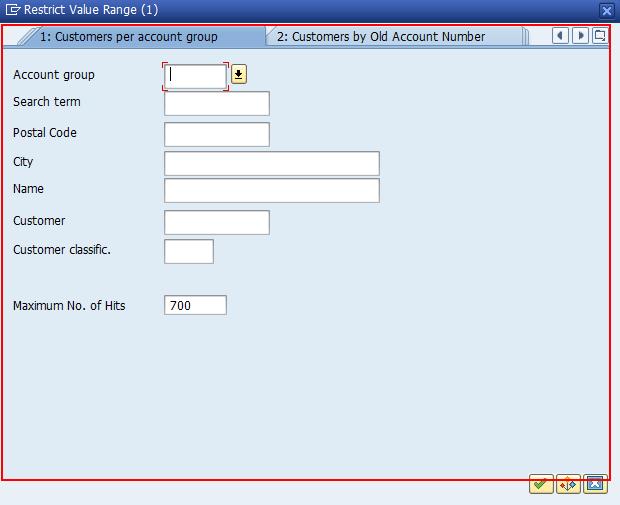 Restrict Value Range (1)
1: Customers per account group
2: Customers by Old Account Number
Account group
Search term
Postal Code
City
Name
Customer
Customer classific.
Maximum No. of Hits 700